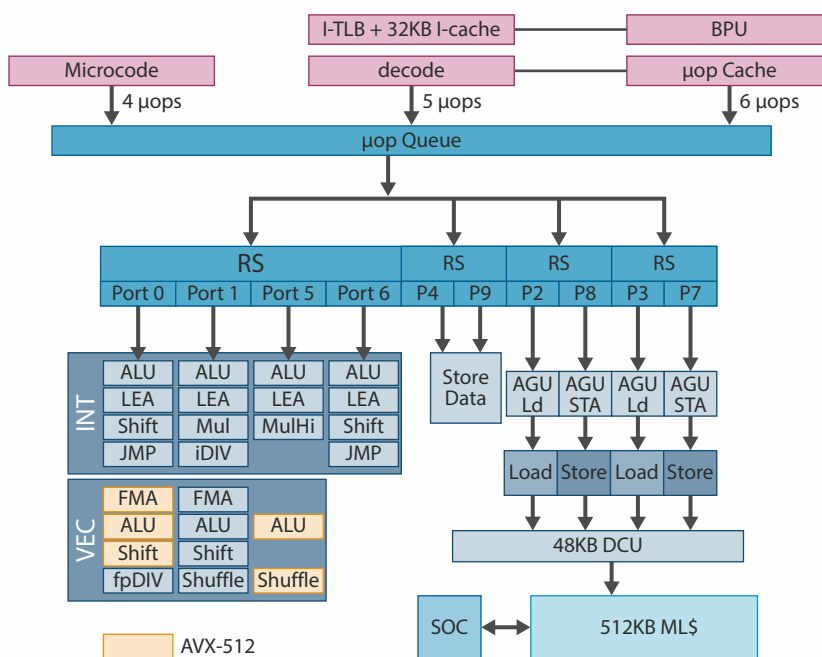 I-TLB + 32KB I-cache
BPU
Microcode
decode
μop Cache
4 μops
5 μops
6 μops
μop Queue
RS
RS
RS
RS
Port 0
Port 1
Port 5
Port 6
P4
P9
P2
P8
P3
P7
INT
ALU
ALU
ALU
ALU
LEA
LEA
LEA
LEA
Shift
Mul
MulHi
Shift
JMP
iDIV
JMP
Store
Data
AGU
Ld
AGU
STA
AGU
Ld
AGU
STA
Load
Store
Load
Store
VEC
FMA
FMA
ALU
ALU
ALU
Shift
Shift
fpDIV
Shuffle
Shuffle
48KB DCU
SOC
512KB ML$
AVX-512